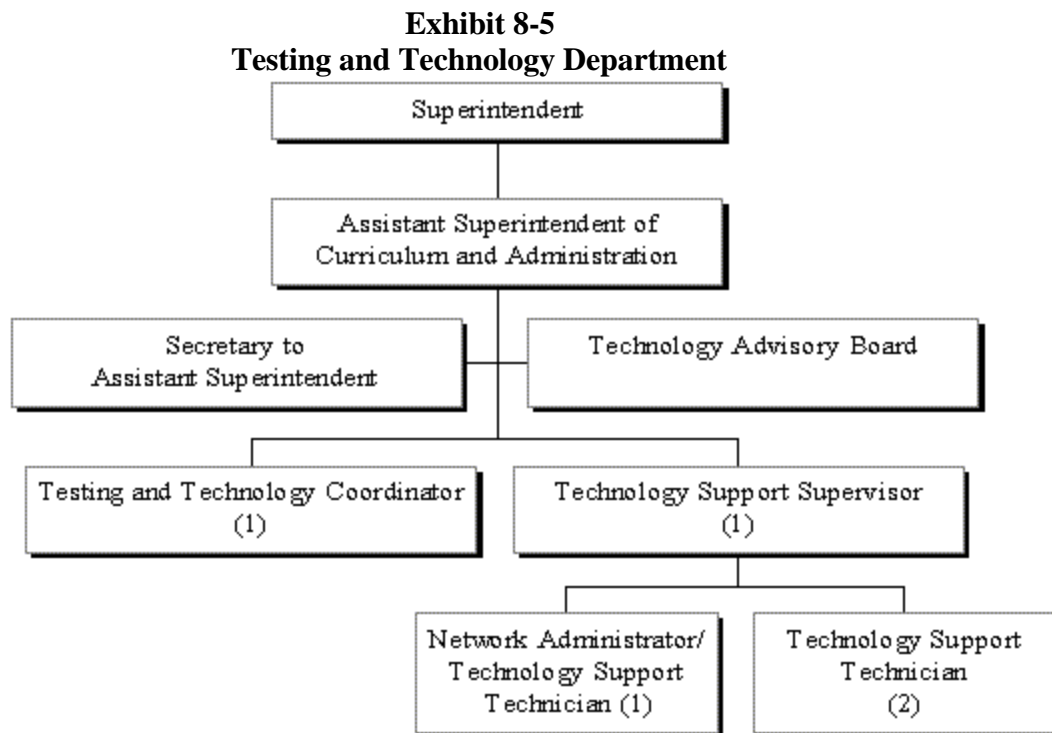 Exhibit 8-5
Testing and Technology Department
Superintendent
Assistant Superintendent of
Curriculum and Administration
Secretary to
Assistant Superintendent
Technology Advisory Board
Testing and Technology Coordinator
(1)
Technology Support Supervisor
(1)
Network Administrator/
Technology Support
Technician (1)
Technology Support
Technician
(2)